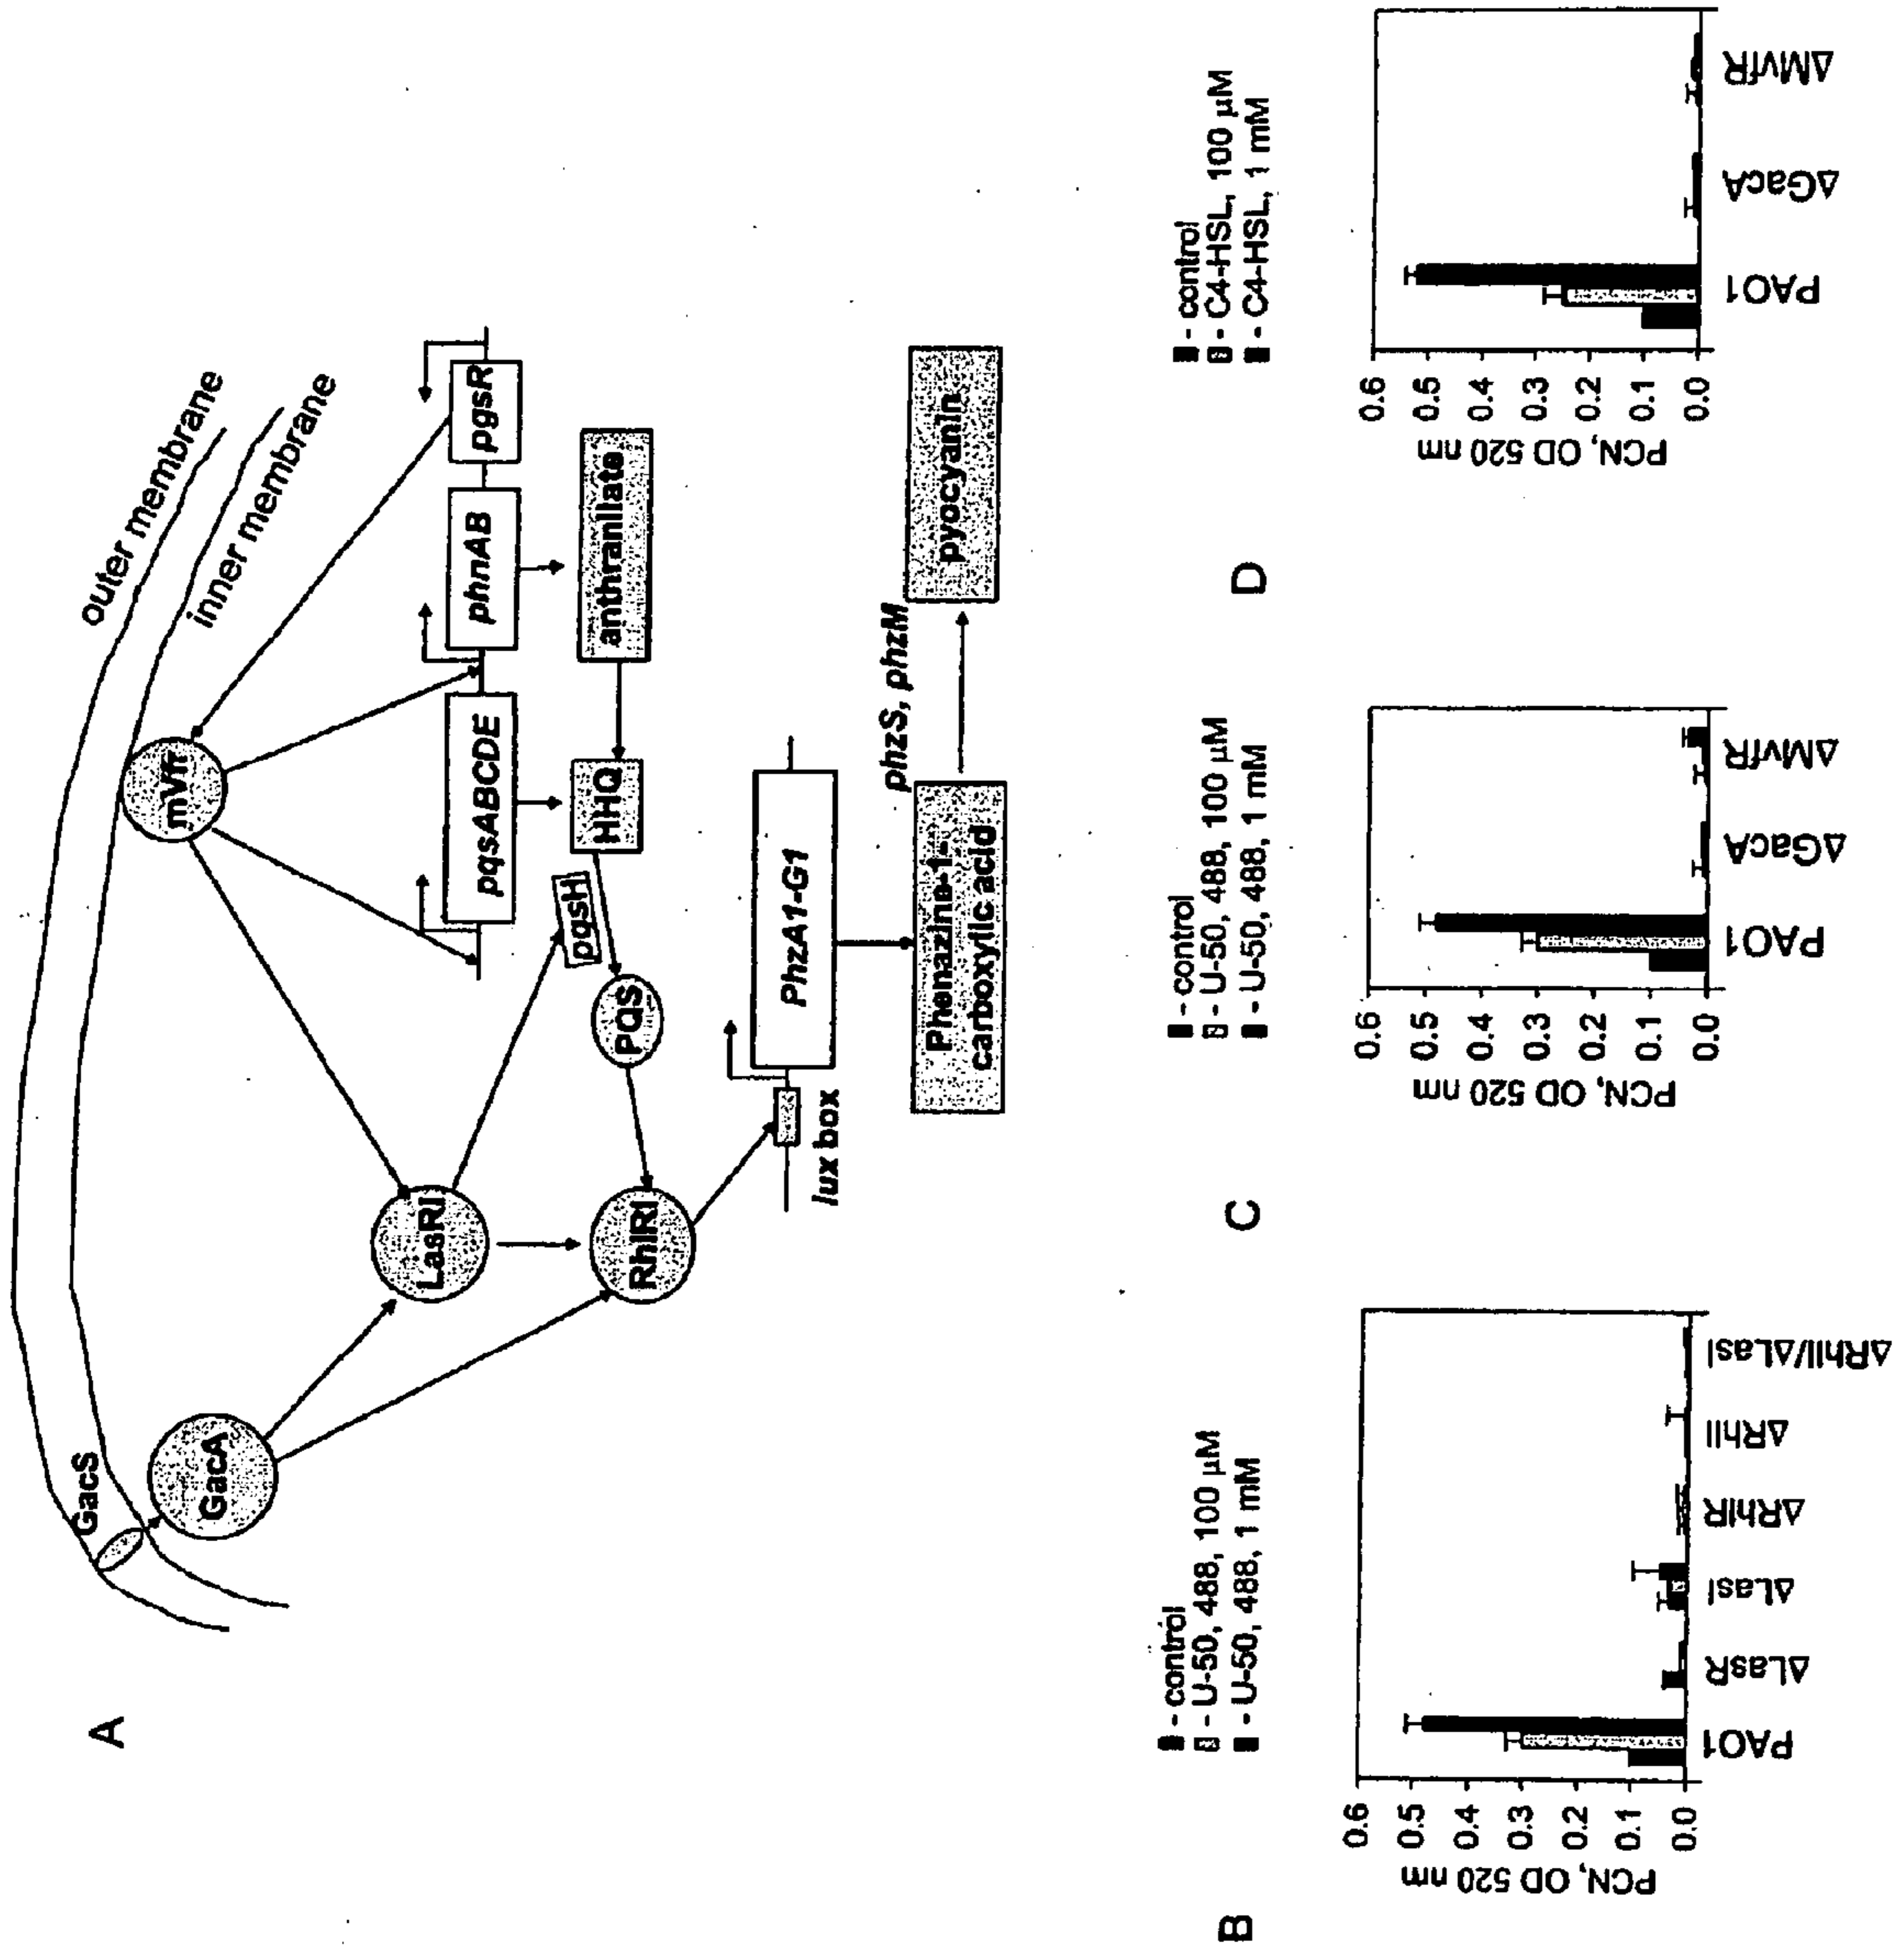 A
outer membrane
inner membrane
GacS
GacA
mVfr
LasRI
RhlRI
pqsABCDE
phnAB
pgsR
pqsH
HHQ
anthranilate
PQS
lux box
PhzA1-G1
phzS, phzM
Phenazine-1-
carboxylic acid
pyocyanin
B
- control
- U-50, 488, 100 µM
- U-50, 488, 1 mM
PCN, OD 520 nm
0.6
0.5
0.4
0.3
0.2
0.1
0.0
PAO1
ΔLasR
ΔLasI
ΔRhlR
ΔRhlI
ΔRhlI/ΔLasI
C
- control
- U-50, 488, 100 µM
- U-50, 488, 1 mM
PCN, OD 520 nm
0.6
0.5
0.4
0.3
0.2
0.1
0.0
PAO1
ΔGacA
ΔMvfR
D
- control
- C4-HSL, 100 µM
- C4-HSL, 1 mM
PCN, OD 520 nm
0.6
0.5
0.4
0.3
0.2
0.1
0.0
PAO1
ΔGacA
ΔMvfR